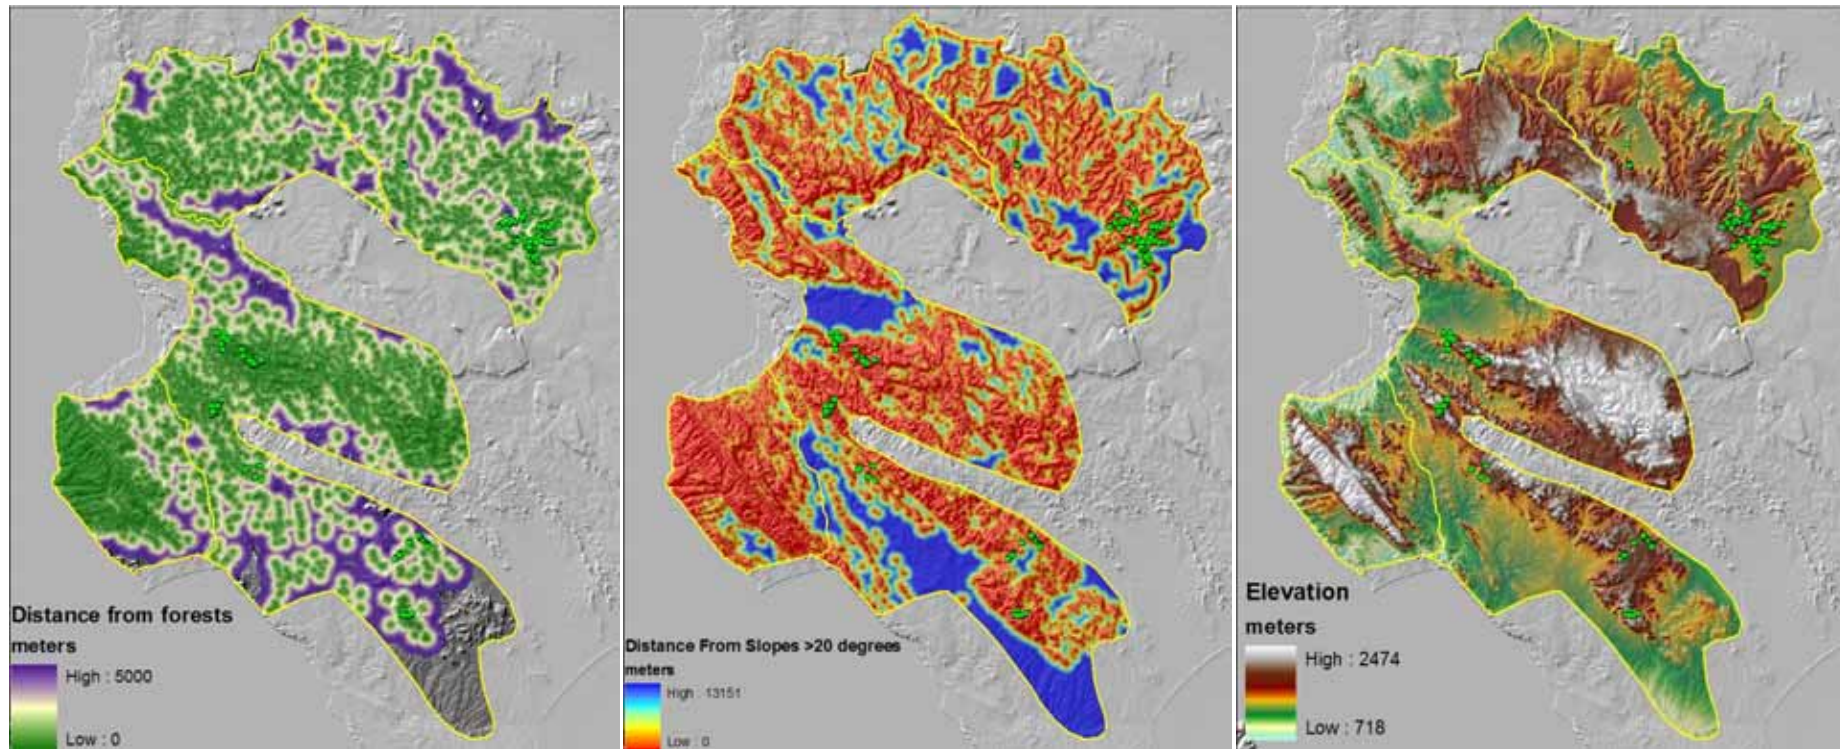 Distance from forests
meters
High : 5000
Low : 0
Distance From Slopes >20 degrees
meters
High : 13151
Low : 0
Elevation
meters
High : 2474
Low : 718